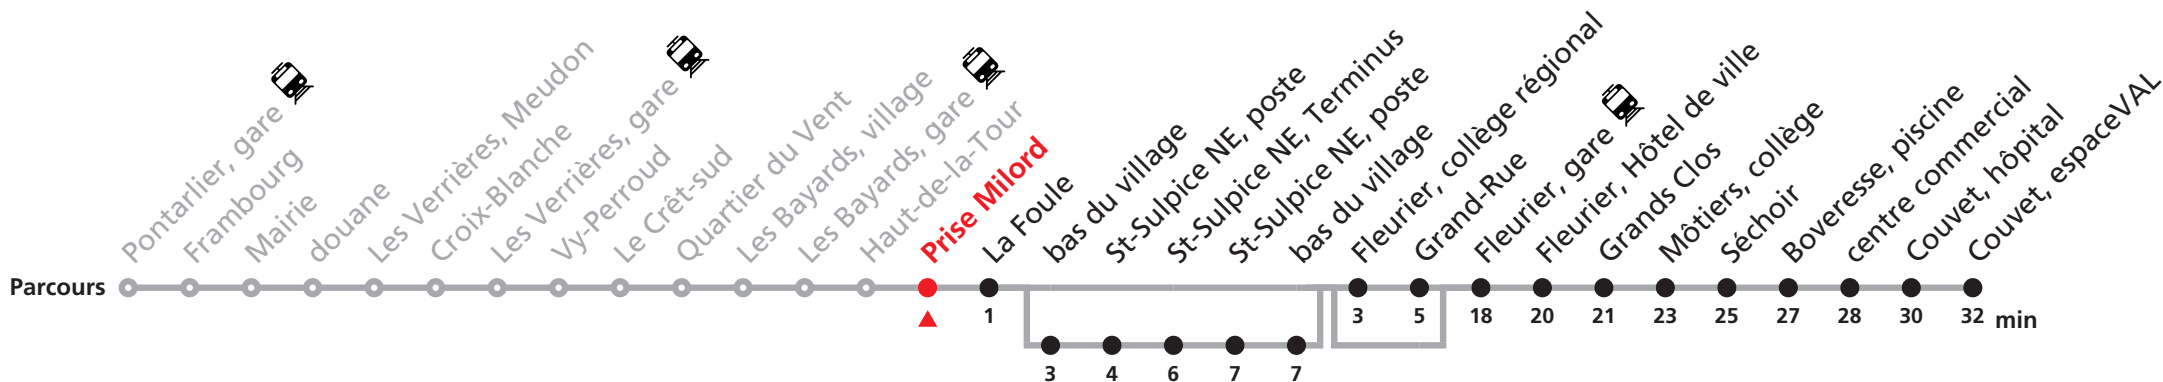 Pontarlier, gare
Frambourg
Mairie
douane
Les Verrières, Meudon
Croix-Blanche
Les Verrières, gare
Vy-Perroud
Le Crêt-sud
Quartier du Vent
Les Bayards, village
Les Bayards, gare
Haut-de-la-Tour
Prise Milord
La Foule
bas du village
St-Sulpice NE, poste
St-Sulpice NE, Terminus
St-Sulpice NE, poste
bas du village
Fleurier, collège régional
Grand-Rue
Fleurier, gare
Fleurier, Hôtel de ville
Grands Clos
Môtiers, collège
Séchoir
Boveresse, piscine
centre commercial
Couvet, hôpital
Couvet, espaceVAL
Parcours
1 3 5 18 20 21 23 25 27 28 30 32 min
3 4 6 7 7